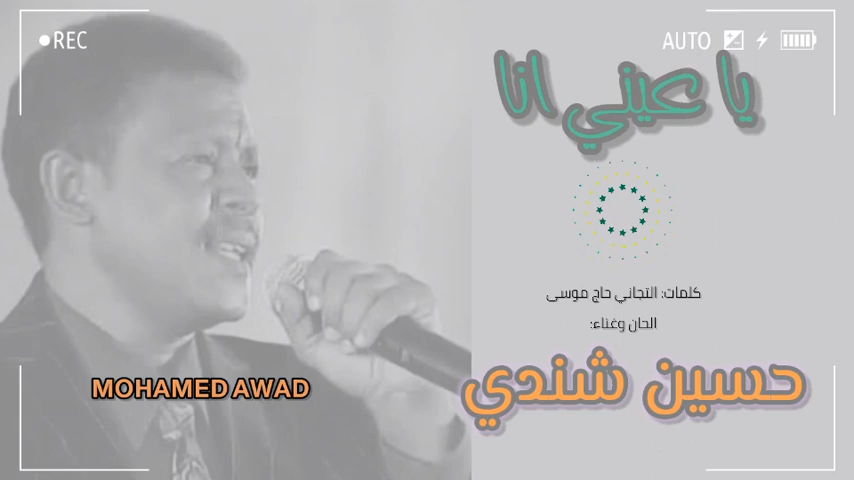 REC
AUTO
يا عيني انا
كلمات: التجاني حاج موسى
الحان وغناء:
حسين شندي
MOHAMED AWAD